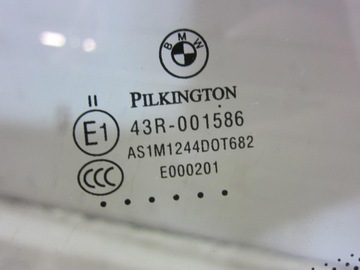 BMW
II
PILKINGTON
E1
43R-001586
AS1M1244DOT682
CCC
E000201
. . . . . .